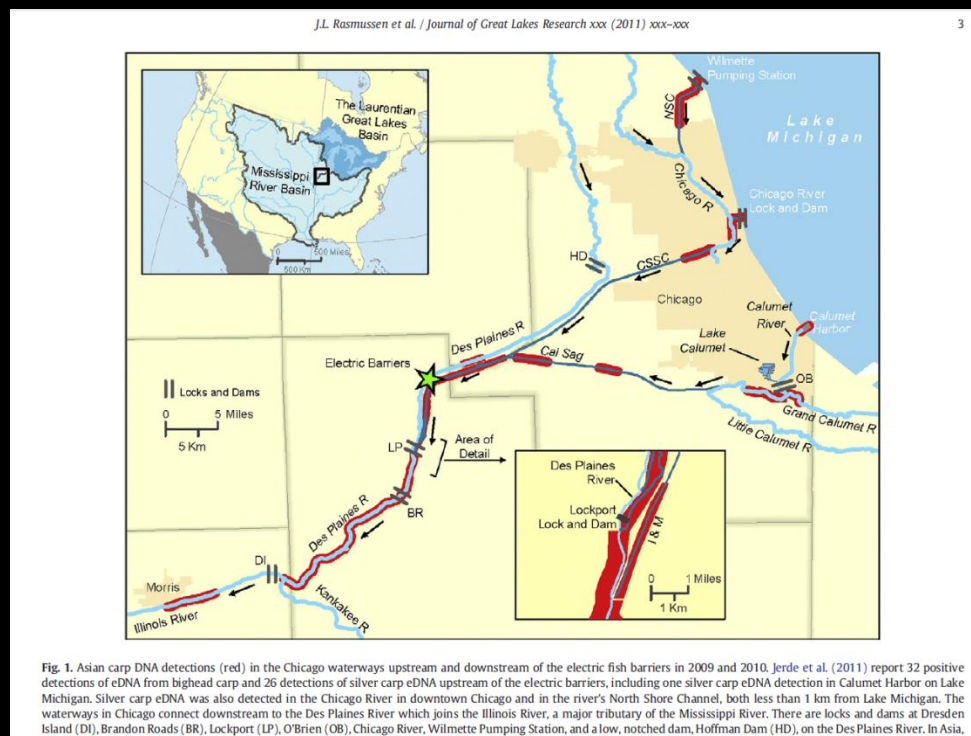 J.L. Rasmussen et al. / Journal of Great Lakes Research xxx (2011) xxx–xxx
3
The Laurentian
Great Lakes
Basin
Mississippi
River Basin
0 500 Miles
500 Km
Wilmette
Pumping Station
NSC
Lake
Michigan
Chicago R
Chicago River
Lock and Dam
HD
CSSC
Chicago
Calumet
River
Calumet
Harbor
Lake
Calumet
Des Plaines R
Electric Barriers
Cal Sag
OB
Grand Calumet R
Little Calumet R
Locks and Dams
0 5 Miles
5 Km
LP
Area of
Detail
BR
Des Plaines R
Des Plaines
River
Lockport
Lock and Dam
I & M
0 1 Miles
1 Km
DI
Morris
Illinois River
Kankakee R
Fig. 1. Asian carp DNA detections (red) in the Chicago waterways upstream and downstream of the electric fish barriers in 2009 and 2010. Jerde et al. (2011) report 32 positive
detections of eDNA from bighead carp and 26 detections of silver carp eDNA upstream of the electric barriers, including one silver carp eDNA detection in Calumet Harbor on Lake
Michigan. Silver carp eDNA was also detected in the Chicago River in downtown Chicago and in the river's North Shore Channel, both less than 1 km from Lake Michigan. The
waterways in Chicago connect downstream to the Des Plaines River which joins the Illinois River, a major tributary of the Mississippi River. There are locks and dams at Dresden
Island (DI), Brandon Roads (BR), Lockport (LP), O'Brien (OB), Chicago River, Wilmette Pumping Station, and a low, notched dam, Hoffman Dam (HD), on the Des Plaines River. In Asia,